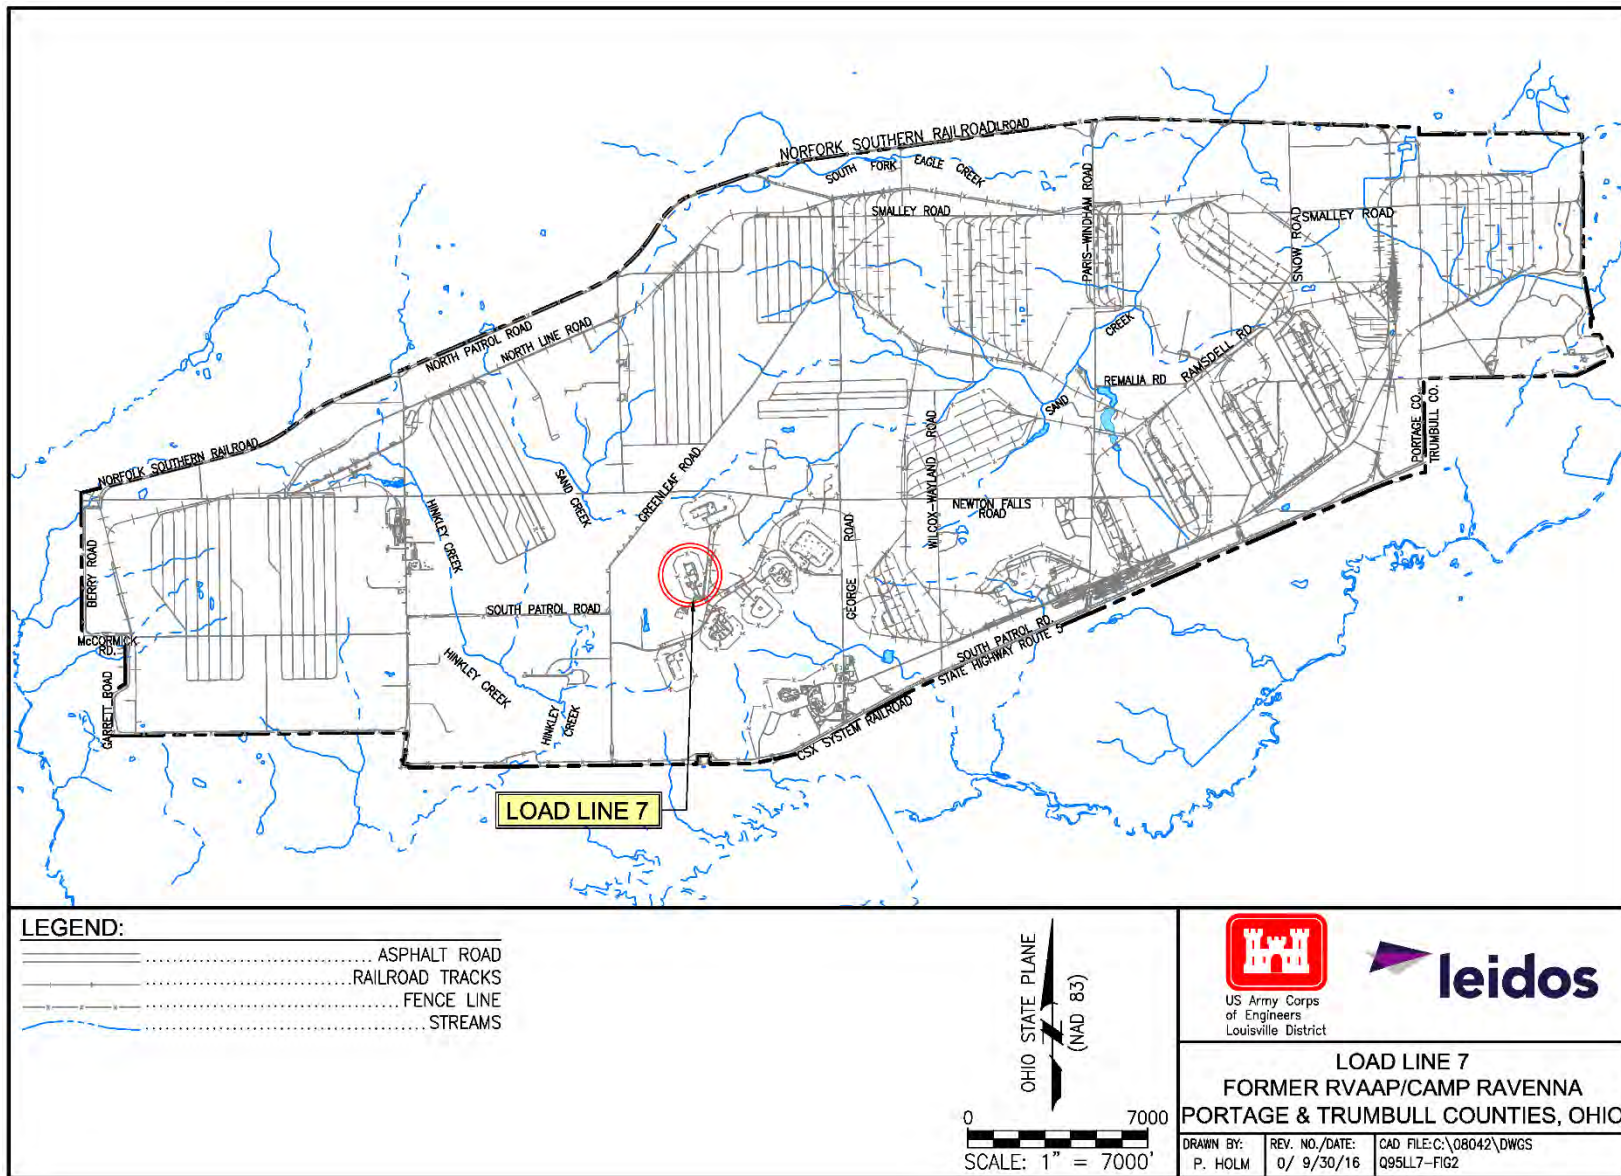 NORFORK SOUTHERN RAILROADLROAD
SOUTH FORK EAGLE CREEK
SMALLEY ROAD
PARIS-WINDHAM ROAD
SNOW ROAD
SMALLEY ROAD
NORTH PATROL ROAD
NORTH LINE ROAD
CREEK
SAND
REMALIA RD
RAMSDELL RD
PORTAGE CO.
TRUMBULL CO.
NORFOLK SOUTHERN RAILROAD
SAND CREEK
GREENLEAF ROAD
WILCOX-WAYLAND ROAD
NEWTON FALLS
ROAD
HINKLEY CREEK
BERRY ROAD
GEORGE ROAD
SOUTH PATROL ROAD
McCORMICK
RD.
HINKLEY CREEK
GARRETT ROAD
HINKLEY
CREEK
SOUTH PATROL RD.
STATE HIGHWAY ROUTE 5
CSX SYSTEM RAILROAD
LOAD LINE 7
LEGEND:
ASPHALT ROAD
RAILROAD TRACKS
FENCE LINE
STREAMS
OHIO STATE PLANE
(NAD 83)
0 7000
SCALE: 1" = 7000'
US Army Corps
of Engineers
Louisville District
leidos
LOAD LINE 7
FORMER RVAAP/CAMP RAVENNA
PORTAGE & TRUMBULL COUNTIES, OHIO
DRAWN BY:
P. HOLM
REV. NO./DATE:
0/ 9/30/16
CAD FILE:C:\08042\DWGS
Q95LL7-FIG2